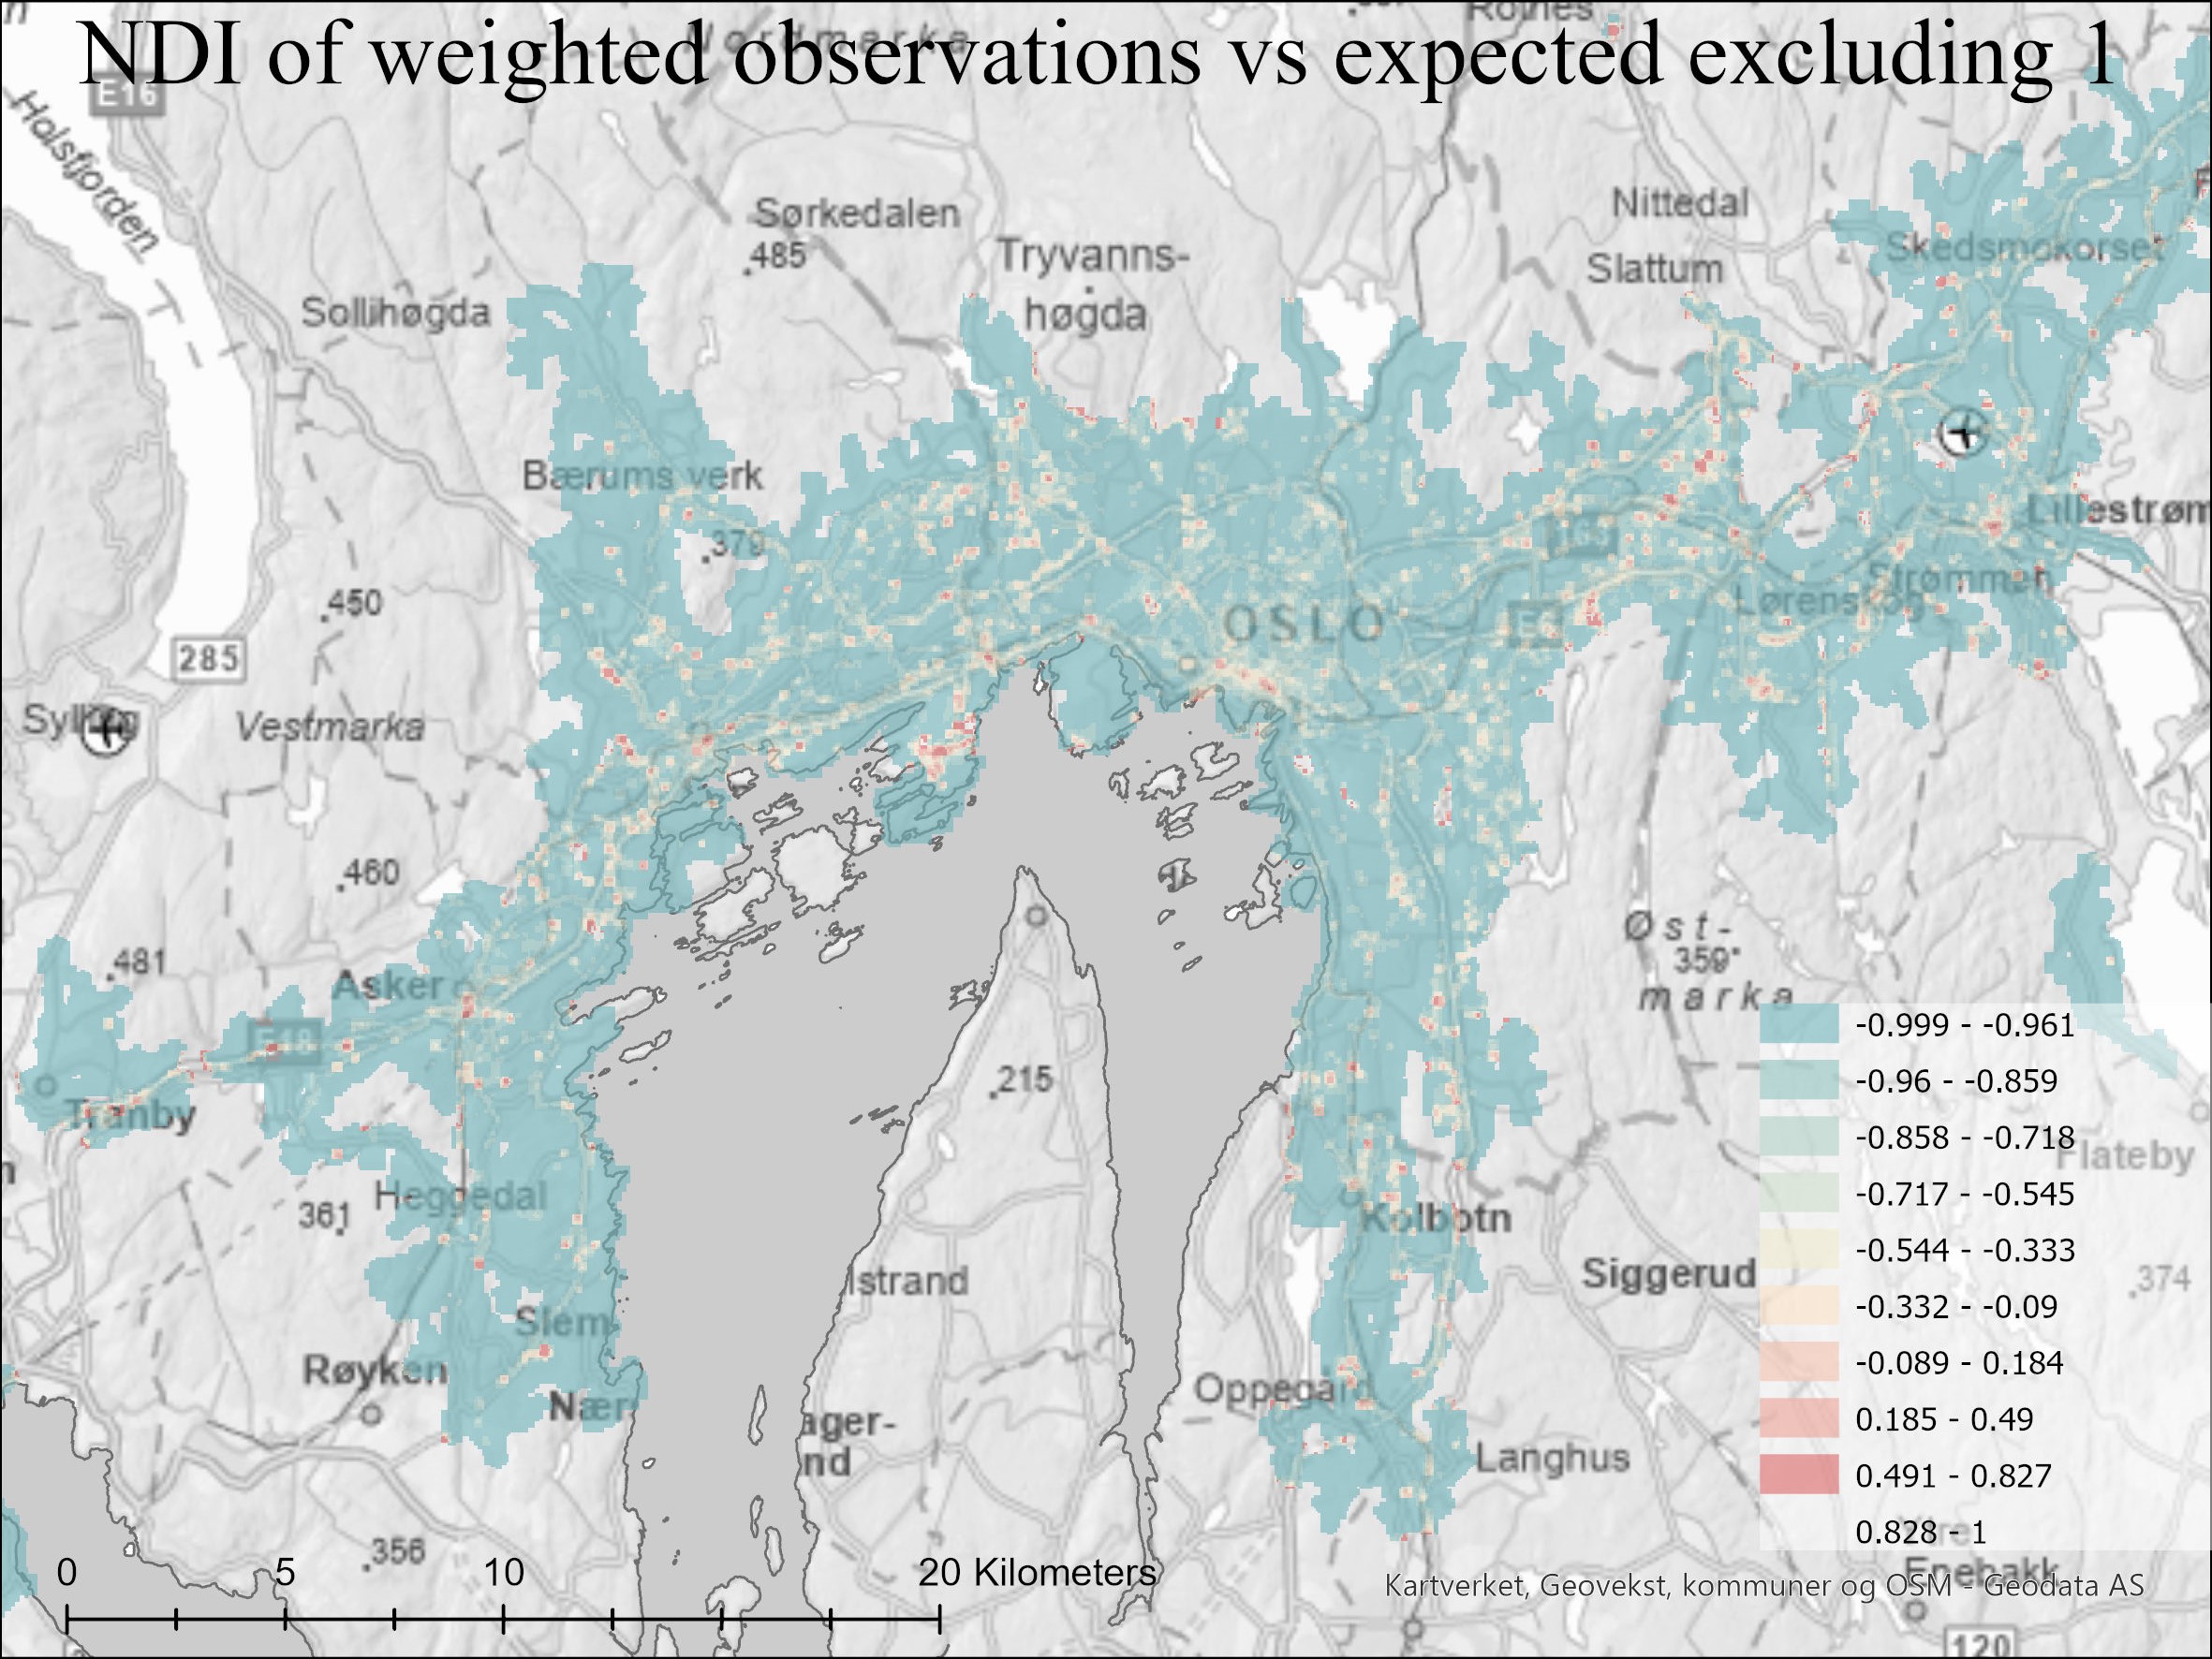 NDI of weighted observations vs expected excluding 1
Nordmarka
E16
Holsfjorden
Sørkedalen
.485
Tryvanns-
høgda
Nittedal
Slattum
Skedsmokorset
Sollihøgda
Bærums verk
.379
Lillestrøm
163
Strømmen
Lørenskog
OSLO
E6
.450
285
Sylling
Vestmarka
.460
.481
Asker
E18
Øst-
359
marka
Tranby
.215
-0.999 - -0.961
-0.96 - -0.859
-0.858 - -0.718
-0.717 - -0.545
-0.544 - -0.333
-0.332 - -0.09
-0.089 - 0.184
0.185 - 0.49
0.491 - 0.827
0.828 - 1
Flateby
.374
Heggedal
361
Kolbotn
Siggerud
lstrand
Slem
Røyken
Nær
Oppegård
ager-
nd
Langhus
.356
Enebakk
0 5 10 20 Kilometers
Kartverket, Geovekst, kommuner og OSM - Geodata AS
120